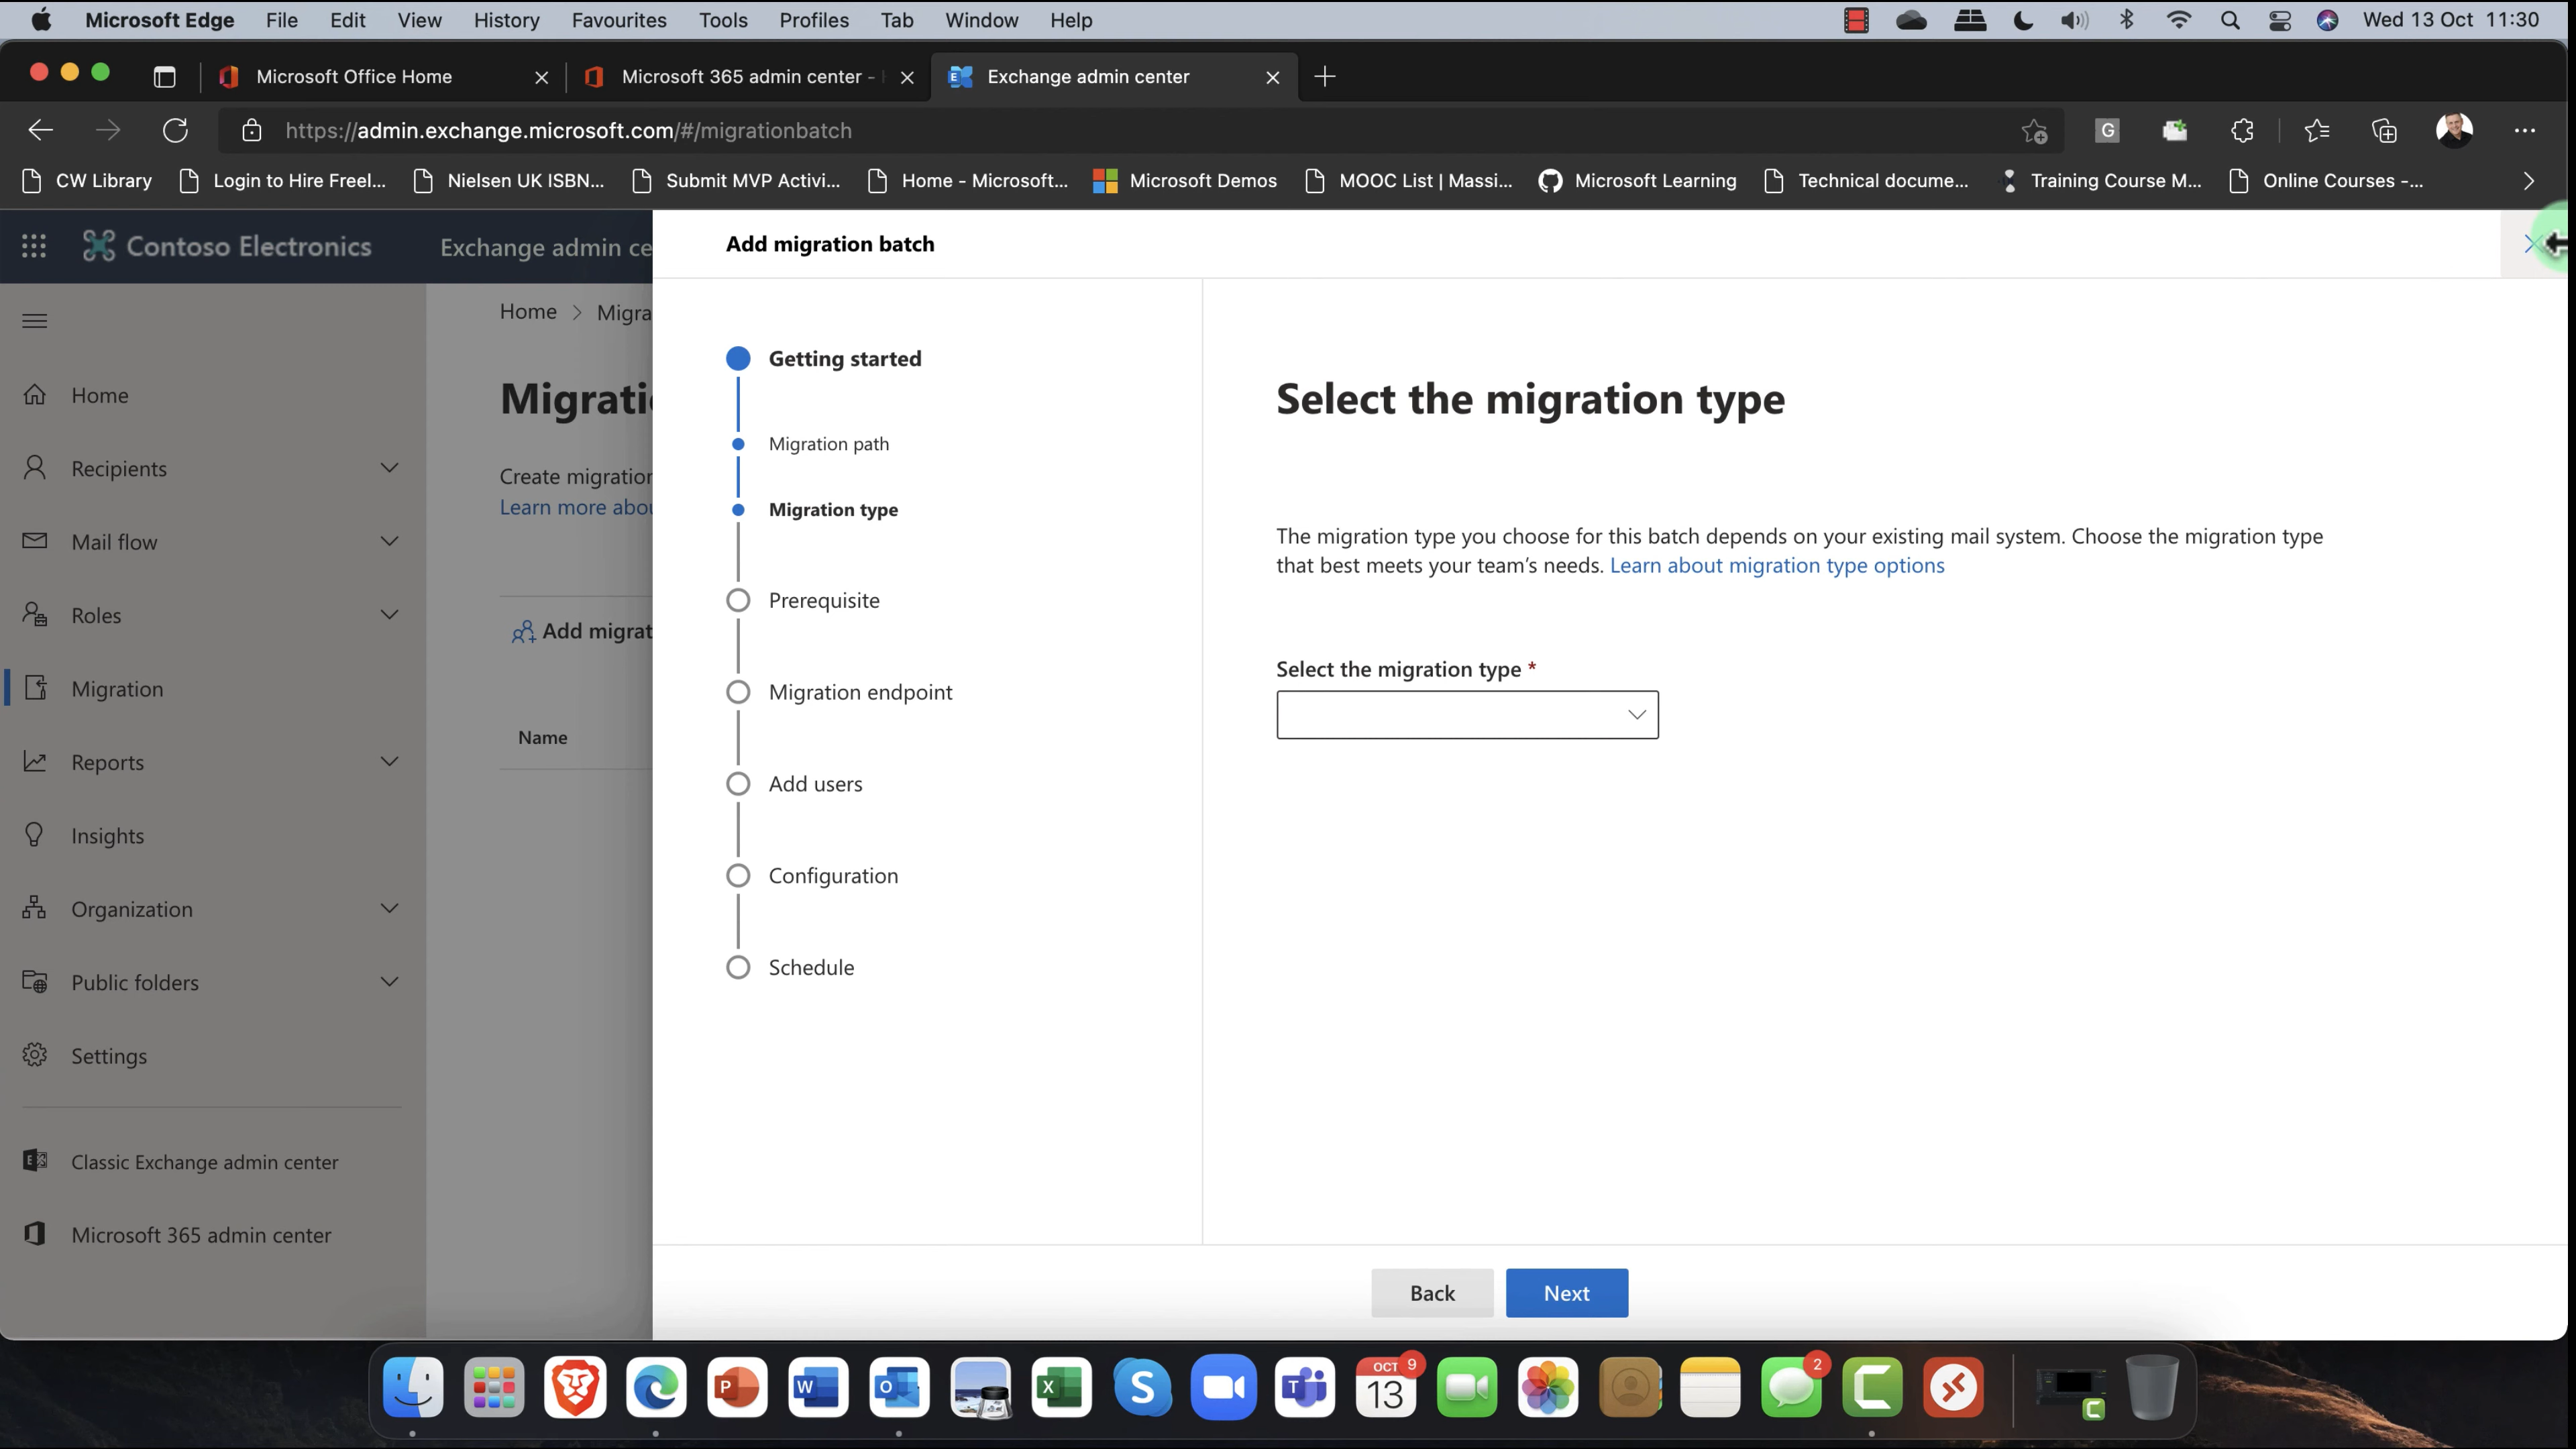 Microsoft Edge File Edit View History Favourites Tools Profiles Tab Window Help Wed 13 Oct 11:30
Microsoft Office Home Microsoft 365 admin center - Exchange admin center
https://admin.exchange.microsoft.com/#/migrationbatch G
CW Library Login to Hire Freel... Nielsen UK ISBN... Submit MVP Activi... Home - Microsoft... Microsoft Demos MOOC List | Massi... Microsoft Learning Technical docume... Training Course M... Online Courses -...
Contoso Electronics Exchange admin ce
Add migration batch
Home > Migra
Home
Recipients
Mail flow
Roles
Migration
Reports
Insights
Organization
Public folders
Settings
Classic Exchange admin center
Microsoft 365 admin center
Migrati
Create migration
Learn more abou
Add migrat
Name
Getting started
Migration path
Migration type
Prerequisite
Migration endpoint
Add users
Configuration
Schedule
Select the migration type
The migration type you choose for this batch depends on your existing mail system. Choose the migration type
that best meets your team's needs. Learn about migration type options
Select the migration type *
Back Next
OCT 9
13
2